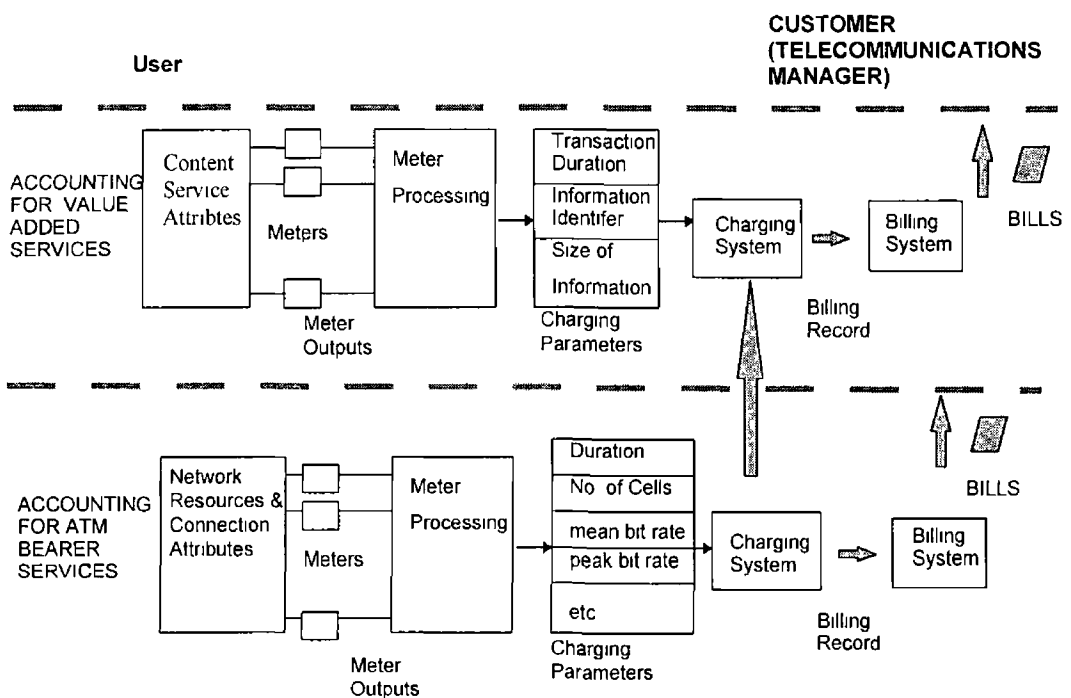 User
CUSTOMER
(TELECOMMUNICATIONS
MANAGER)
ACCOUNTING
FOR VALUE
ADDED
SERVICES
Content
Service
Attribtes
Meters
Meter
Outputs
Meter
Processing
Transaction
Duration
Information
Identifer
Size of
Information
Charging
Parameters
Charging
System
Billing
Record
Billing
System
BILLS
ACCOUNTING
FOR ATM
BEARER
SERVICES
Network
Resources &
Connection
Attributes
Meters
Meter
Outputs
Meter
Processing
Duration
No of Cells
mean bit rate
peak bit rate
etc
Charging
Parameters
Charging
System
Billing
Record
Billing
System
BILLS